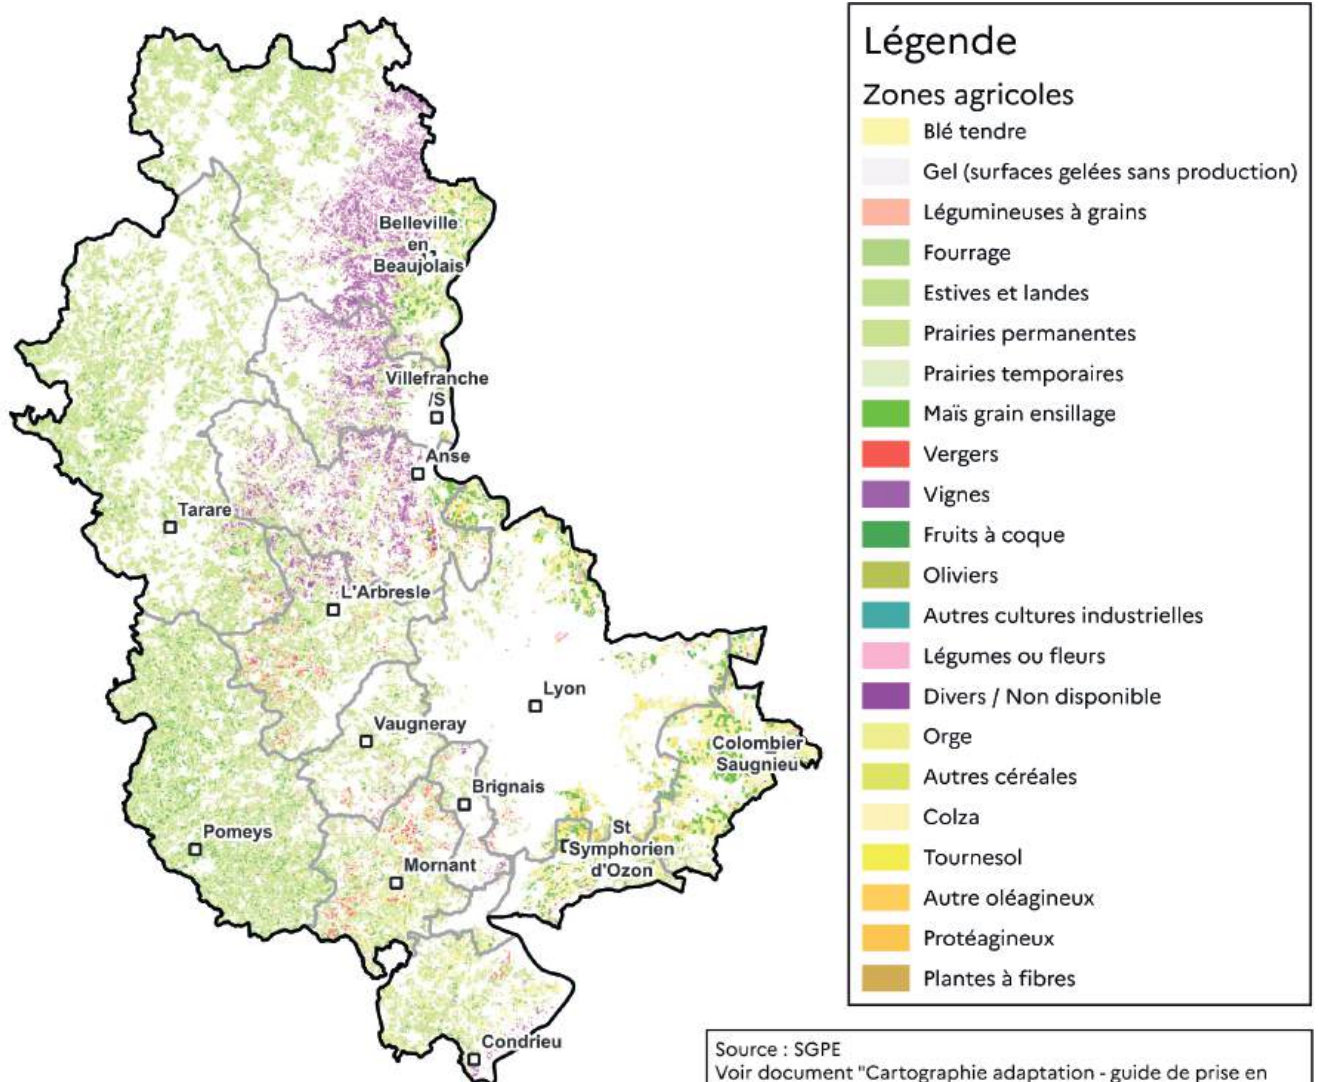 Belleville
en
Beaujolais
Villefranche
/S
Anse
Tarare
L'Arbresle
Lyon
Vaugneray
Colombier
Saugnieu
Brignais
Pomeys
St
Symphorien
d'Ozon
Mornant
Condrieu
Légende
Zones agricoles
Blé tendre
Gel (surfaces gelées sans production)
Légumineuses à grains
Fourrage
Estives et landes
Prairies permanentes
Prairies temporaires
Maïs grain ensillage
Vergers
Vignes
Fruits à coque
Oliviers
Autres cultures industrielles
Légumes ou fleurs
Divers / Non disponible
Orge
Autres céréales
Colza
Tournesol
Autre oléagineux
Protéagineux
Plantes à fibres
Source : SGPE
Voir document "Cartographie adaptation - guide de prise en